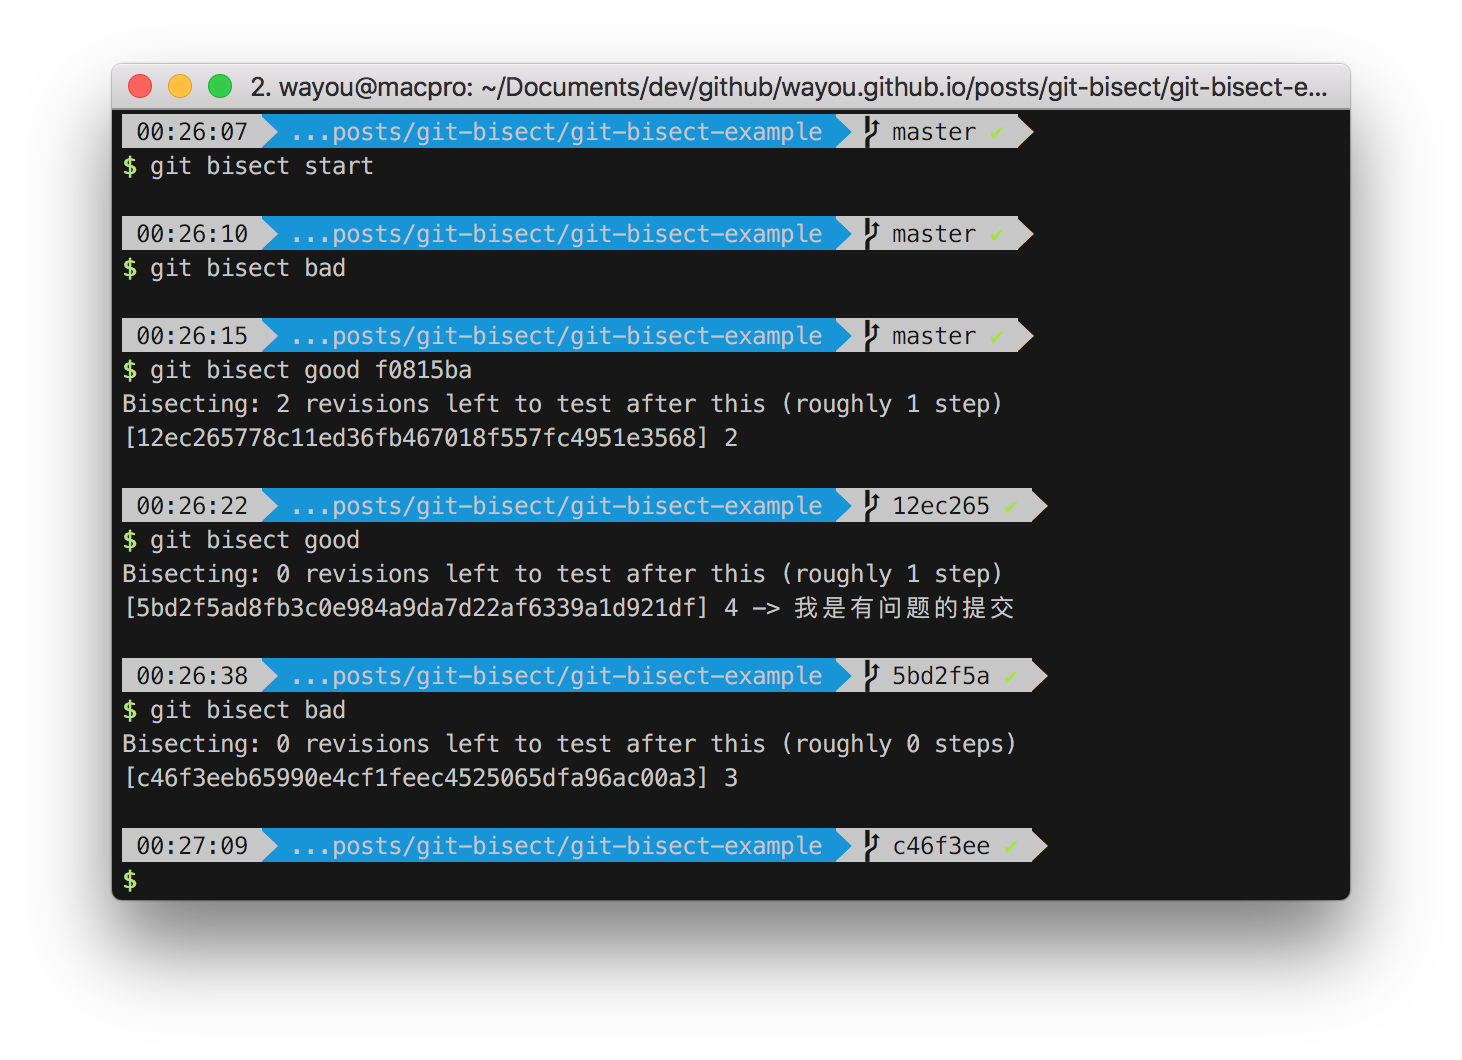 2. wayou@macpro: ~/Documents/dev/github/wayou.github.io/posts/git-bisect/git-bisect-e...
00:26:07 ...posts/git-bisect/git-bisect-example master ✔
$ git bisect start
00:26:10 ...posts/git-bisect/git-bisect-example master ✔
$ git bisect bad
00:26:15 ...posts/git-bisect/git-bisect-example master ✔
$ git bisect good f0815ba
Bisecting: 2 revisions left to test after this (roughly 1 step)
[12ec265778c11ed36fb467018f557fc4951e3568] 2
00:26:22 ...posts/git-bisect/git-bisect-example 12ec265 ✔
$ git bisect good
Bisecting: 0 revisions left to test after this (roughly 1 step)
[5bd2f5ad8fb3c0e984a9da7d22af6339a1d921df] 4 -> 我是有问题的提交
00:26:38 ...posts/git-bisect/git-bisect-example 5bd2f5a ✔
$ git bisect bad
Bisecting: 0 revisions left to test after this (roughly 0 steps)
[c46f3eeb65990e4cf1feec4525065dfa96ac00a3] 3
00:27:09 ...posts/git-bisect/git-bisect-example c46f3ee ✔
$